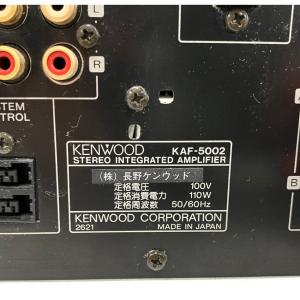 L
R
STEM
NTROL
KENWOOD KAF-5002
STEREO INTEGRATED AMPLIFIER
(株)長野ケンウッド
定格電圧 100V
定格消費電力 110W
定格周波数 50/60Hz
KENWOOD CORPORATION
2621 MADE IN JAPAN
A
B